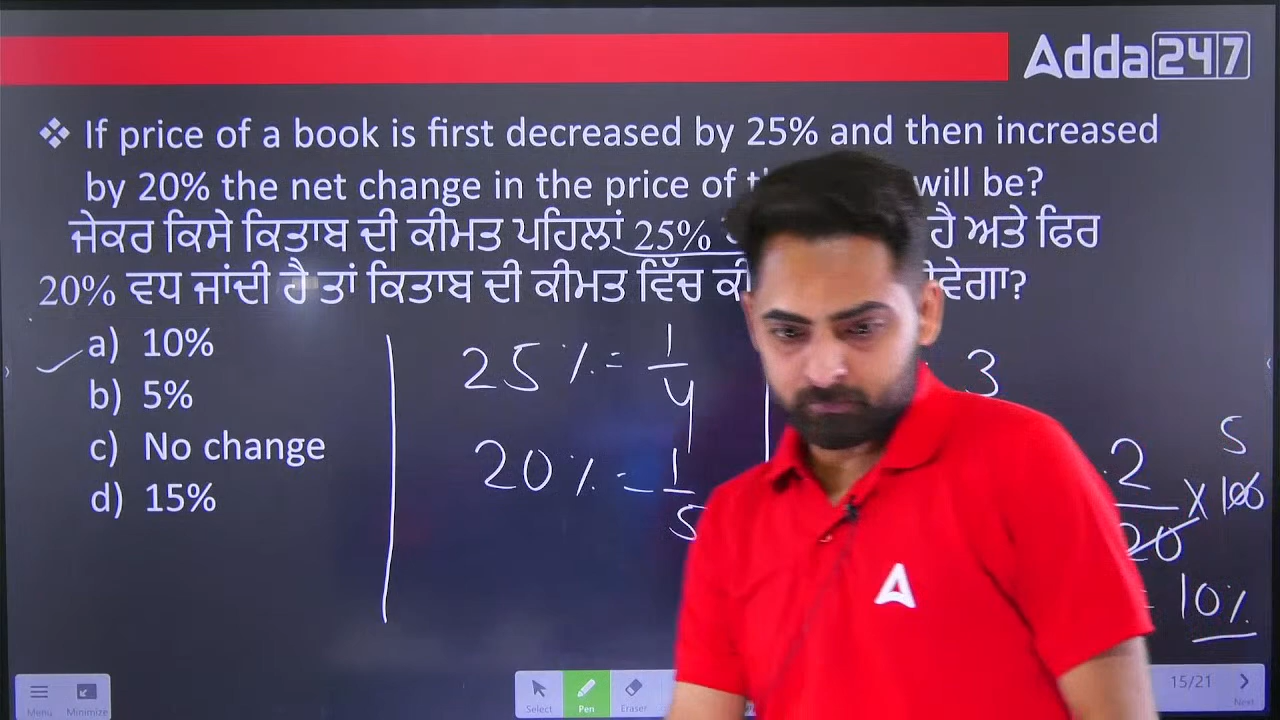 Adda247
❖ If price of a book is first decreased by 25% and then increased
by 20% the net change in the price of will be?
ਜੇਕਰ ਕਿਸੇ ਕਿਤਾਬ ਦੀ ਕੀਮਤ ਪਹਿਲਾਂ 25% ਹੈ ਅਤੇ ਫਿਰ
20% ਵਧ ਜਾਂਦੀ ਹੈ ਤਾਂ ਕਿਤਾਬ ਦੀ ਕੀਮਤ ਵਿੱਚ
a) 10%
b) 5%
c) No change
d) 15%
25% = 1/4
20% = 1/5
3
5
2/20 × 100
10%
Menu
Minimize
Select
Pen
Eraser
15/21
Next